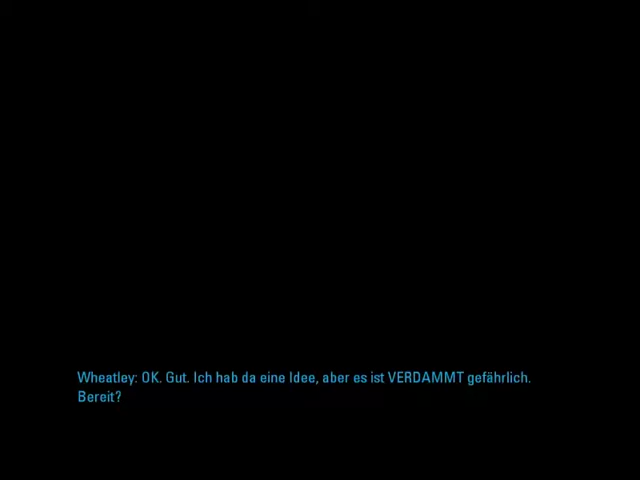 Wheatley: OK. Gut. Ich hab da eine Idee, aber es ist VERDAMMT gefährlich.
Bereit?